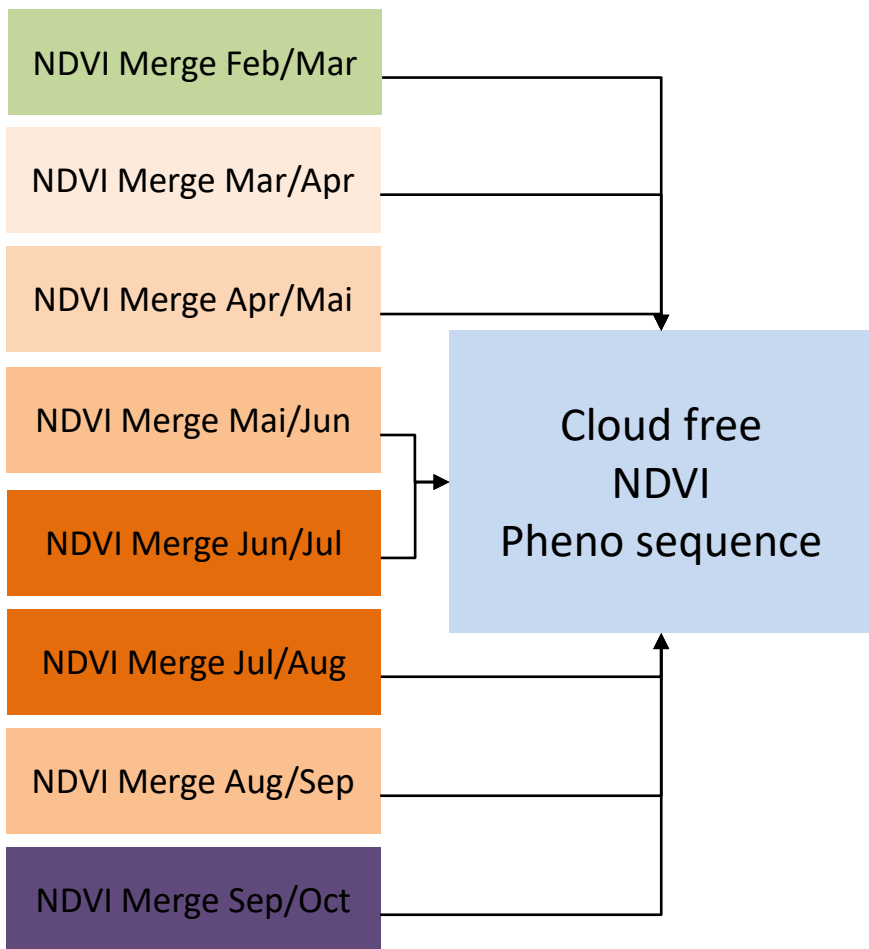 NDVI Merge Feb/Mar
NDVI Merge Mar/Apr
NDVI Merge Apr/Mai
NDVI Merge Mai/Jun
NDVI Merge Jun/Jul
NDVI Merge Jul/Aug
NDVI Merge Aug/Sep
NDVI Merge Sep/Oct
Cloud free
NDVI
Pheno sequence